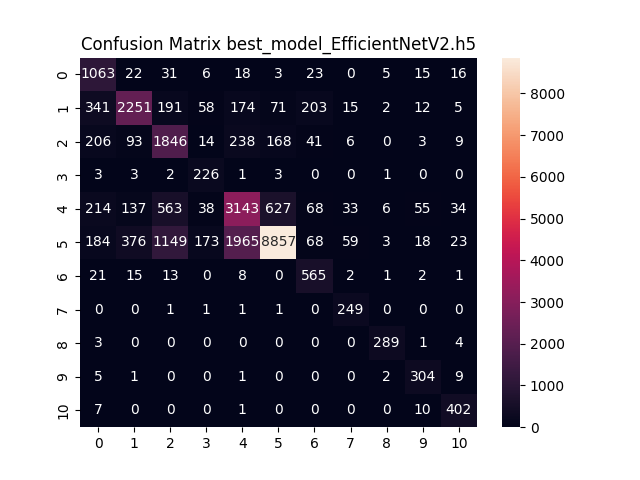 Confusion Matrix best_model_EfficientNetV2.h5
0 1063 22 31 6 18 3 23 0 5 15 16
1 341 2251 191 58 174 71 203 15 2 12 5
2 206 93 1846 14 238 168 41 6 0 3 9
3 3 3 2 226 1 3 0 0 1 0 0
4 214 137 563 38 3143 627 68 33 6 55 34
5 184 376 1149 173 1965 8857 68 59 3 18 23
6 21 15 13 0 8 0 565 2 1 2 1
7 0 0 1 1 1 1 0 249 0 0 0
8 3 0 0 0 0 0 0 0 289 1 4
9 5 1 0 0 1 0 0 0 2 304 9
10 7 0 0 0 1 0 0 0 0 10 402
0 1 2 3 4 5 6 7 8 9 10
8000
7000
6000
5000
4000
3000
2000
1000
0